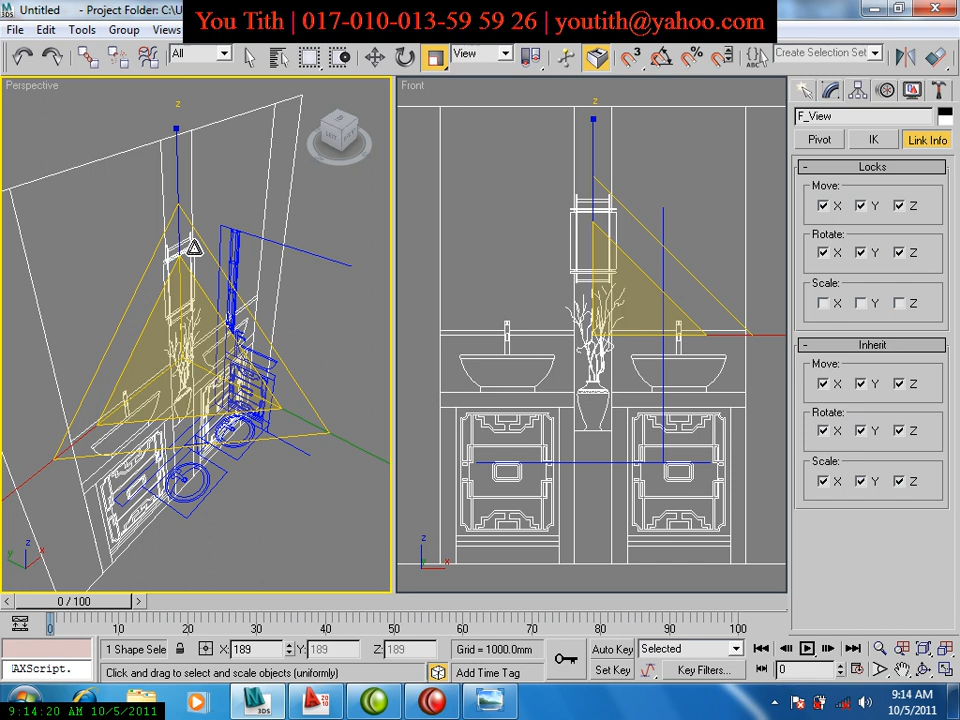 You Tith | 017-010-013-59 59 26 | youtith@yahoo.com
Untitled - Project Folder: C:\U
File Edit Tools Group Views
All View Create Selection Set
Perspective
Front
F_View
Pivot IK Link Info
- Locks
Move:
X Y Z
Rotate:
X Y Z
Scale:
X Y Z
- Inherit
Move:
X Y Z
Rotate:
X Y Z
Scale:
X Y Z
z
z
z
x
y
z
x
LEFT
< 0 / 100 >
0 10 20 30 40 50 60 70 80 90 100
1 Shape Sele X: 189 Y: 189 Z: 189 Grid = 1000.0mm Auto Key Selected
AXScript. Click and drag to select and scale objects (uniformly) Add Time Tag Set Key Key Filters... 0
9:14:20 AM 10/5/2011
9:14 AM
10/5/2011